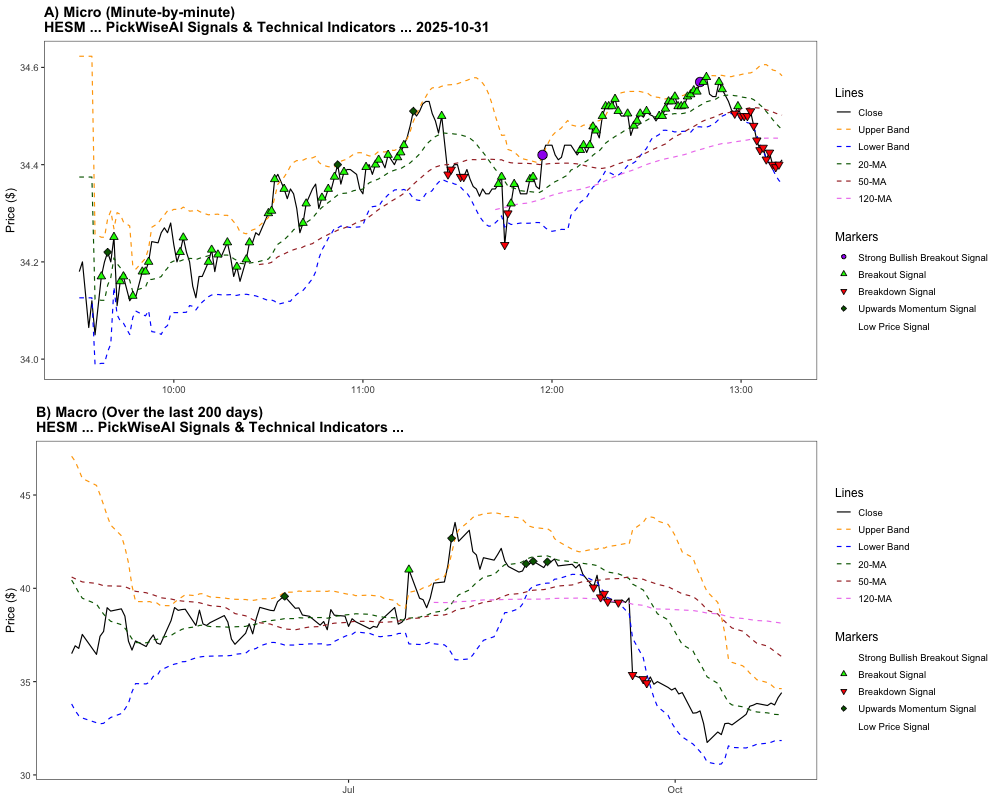 A) Micro (Minute-by-minute)
HESM ... PickWiseAI Signals & Technical Indicators ... 2025-10-31
Price ($)
34.6
34.4
34.2
34.0
10:00
11:00
12:00
13:00
Lines
Close
Upper Band
Lower Band
20-MA
50-MA
120-MA
Markers
Strong Bullish Breakout Signal
Breakout Signal
Breakdown Signal
Upwards Momentum Signal
Low Price Signal
B) Macro (Over the last 200 days)
HESM ... PickWiseAI Signals & Technical Indicators ...
Price ($)
45
40
35
30
Jul
Oct
Lines
Close
Upper Band
Lower Band
20-MA
50-MA
120-MA
Markers
Strong Bullish Breakout Signal
Breakout Signal
Breakdown Signal
Upwards Momentum Signal
Low Price Signal